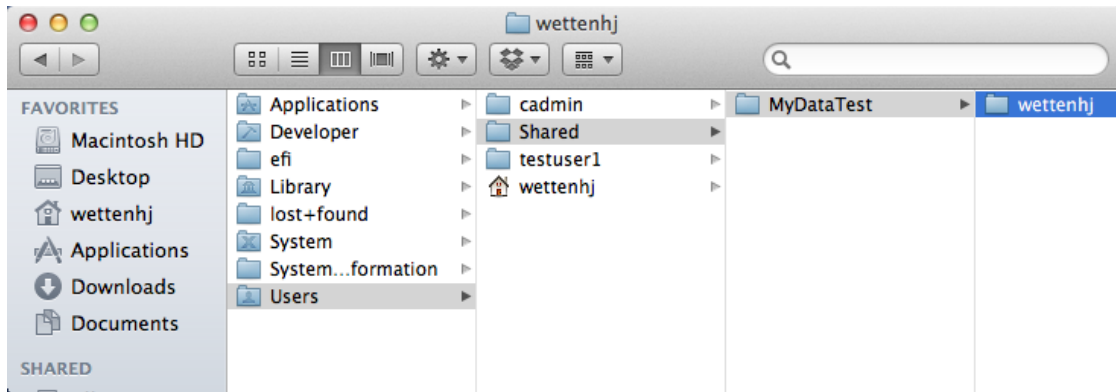 wettenhj
FAVORITES
Macintosh HD
Desktop
wettenhj
Applications
Downloads
Documents
SHARED
Applications
Developer
efi
Library
lost+found
System
System...formation
Users
cadmin
Shared
testuser1
wettenhj
MyDataTest
wettenhj